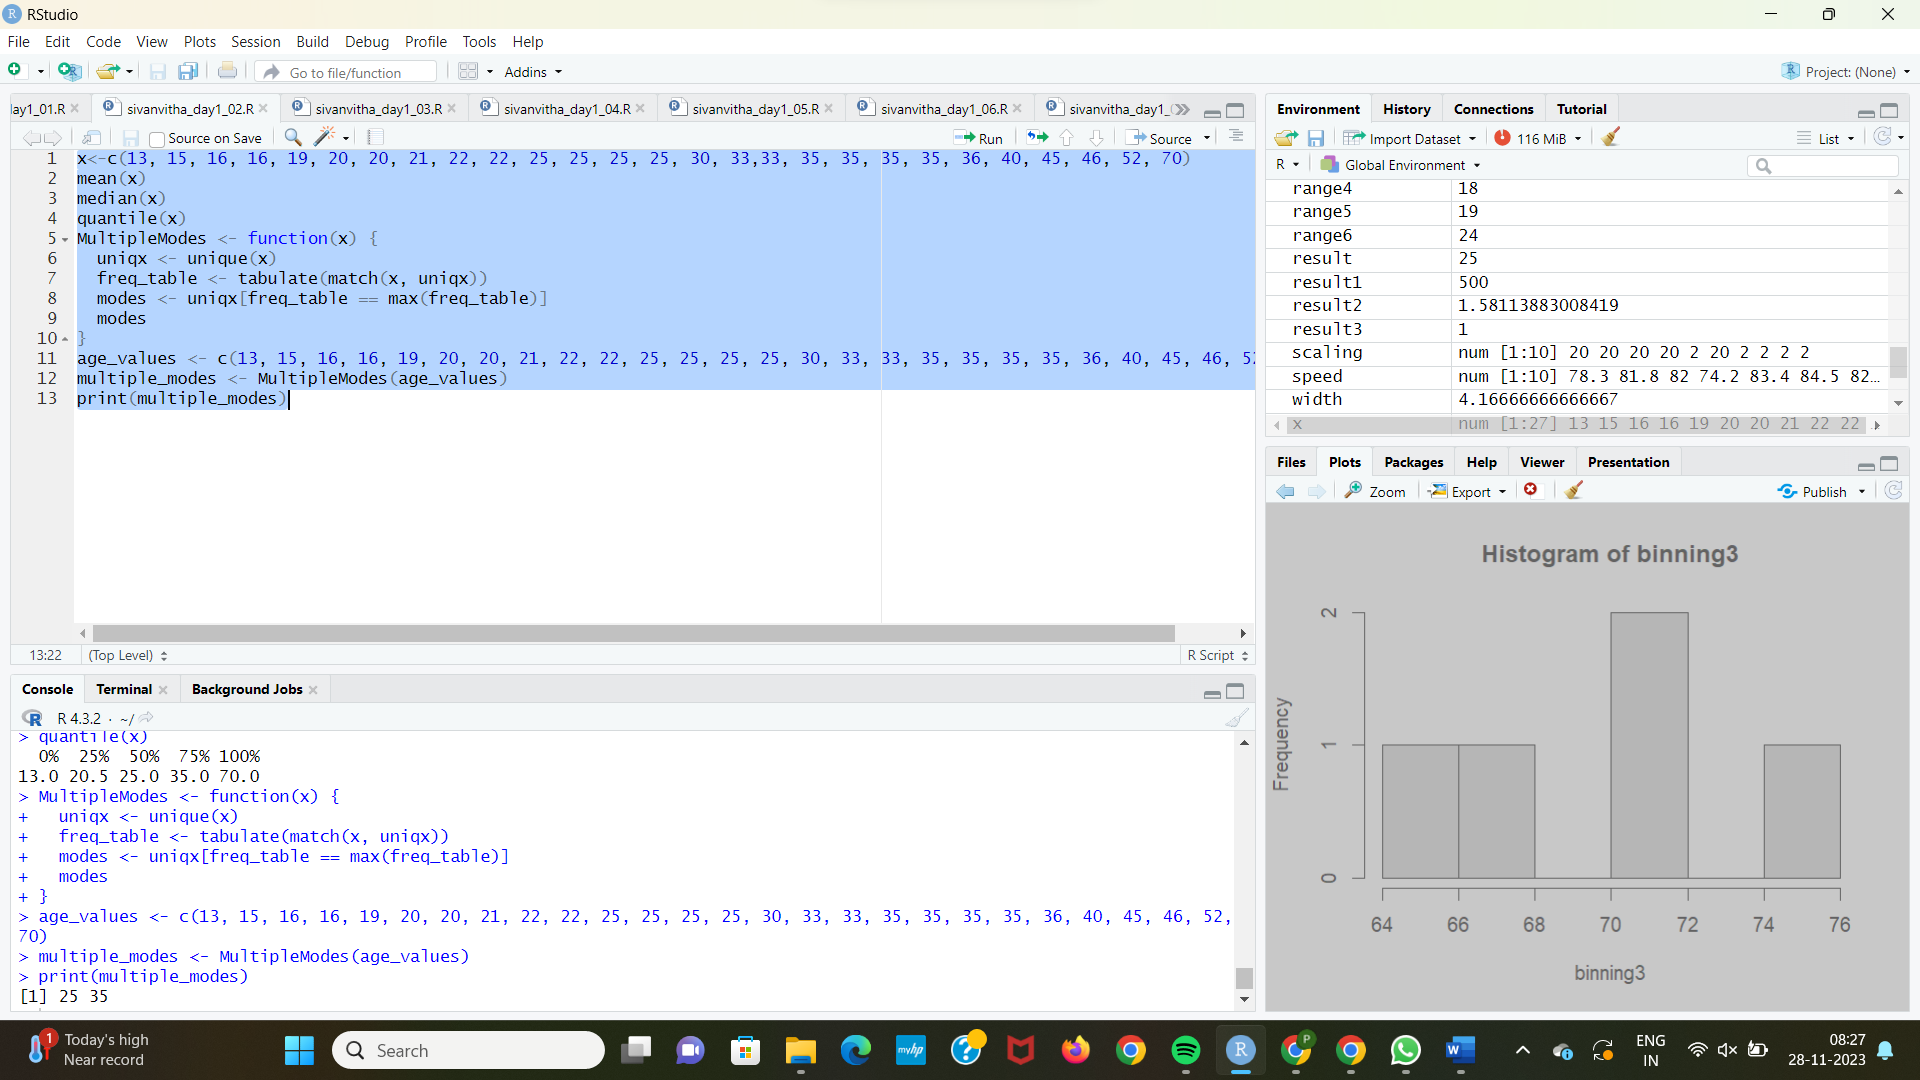 RStudio
File Edit Code View Plots Session Build Debug Profile Tools Help
Go to file/function Addins Project: (None)
lay1_01.R sivanvitha_day1_02.R sivanvitha_day1_03.R sivanvitha_day1_04.R sivanvitha_day1_05.R sivanvitha_day1_06.R sivanvitha_day1_
Source on Save Run Source
1 x<-c(13, 15, 16, 16, 19, 20, 20, 21, 22, 22, 25, 25, 25, 25, 30, 33,33, 35, 35, 35, 35, 36, 40, 45, 46, 52, 70)
2 mean(x)
3 median(x)
4 quantile(x)
5 MultipleModes <- function(x) {
6 uniqx <- unique(x)
7 freq_table <- tabulate(match(x, uniqx))
8 modes <- uniqx[freq_table == max(freq_table)]
9 modes
10 }
11 age_values <- c(13, 15, 16, 16, 19, 20, 20, 21, 22, 22, 25, 25, 25, 25, 30, 33, 33, 35, 35, 35, 35, 36, 40, 45, 46, 52
12 multiple_modes <- MultipleModes(age_values)
13 print(multiple_modes)
13:22 (Top Level) R Script
Console Terminal Background Jobs
R 4.3.2 · ~/
> quantile(x)
0% 25% 50% 75% 100%
13.0 20.5 25.0 35.0 70.0
> MultipleModes <- function(x) {
+ uniqx <- unique(x)
+ freq_table <- tabulate(match(x, uniqx))
+ modes <- uniqx[freq_table == max(freq_table)]
+ modes
+ }
> age_values <- c(13, 15, 16, 16, 19, 20, 20, 21, 22, 22, 25, 25, 25, 25, 30, 33, 33, 35, 35, 35, 35, 36, 40, 45, 46, 52,
70)
> multiple_modes <- MultipleModes(age_values)
> print(multiple_modes)
[1] 25 35
Environment History Connections Tutorial
Import Dataset 116 MiB List
R Global Environment
range4 18
range5 19
range6 24
result 25
result1 500
result2 1.58113883008419
result3 1
scaling num [1:10] 20 20 20 20 2 20 2 2 2 2
speed num [1:10] 78.3 81.8 82 74.2 83.4 84.5 82…
width 4.16666666666667
x num [1:27] 13 15 16 16 19 20 20 21 22 22
Files Plots Packages Help Viewer Presentation
Zoom Export Publish
Histogram of binning3
Frequency
2
1
0
64 66 68 70 72 74 76
binning3
1 Today's high
Near record
Search
myhp
P
W
ENG
IN
08:27
28-11-2023